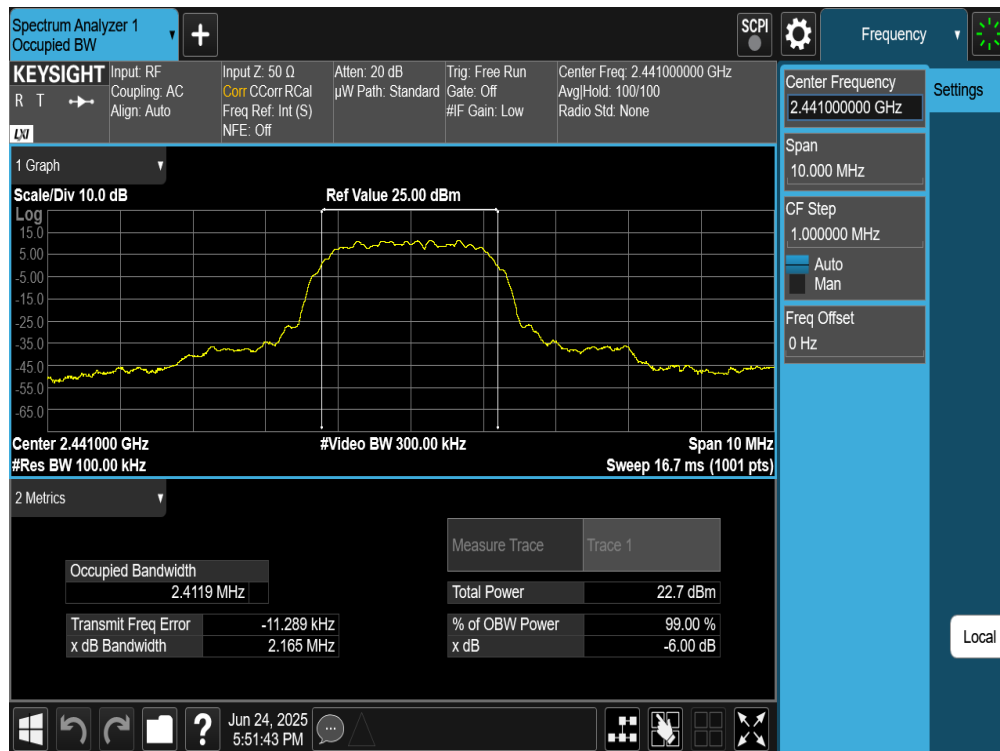 Spectrum Analyzer 1
Occupied BW
+
SCPI
Frequency
KEYSIGHT
R T
LXI
Input: RF
Coupling: AC
Align: Auto
Input Z: 50 Ω
Corr CCorr RCal
Freq Ref: Int (S)
NFE: Off
Atten: 20 dB
µW Path: Standard
Trig: Free Run
Gate: Off
#IF Gain: Low
Center Freq: 2.441000000 GHz
Avg|Hold: 100/100
Radio Std: None
Center Frequency
2.441000000 GHz
Settings
Span
10.000 MHz
CF Step
1.000000 MHz
Auto
Man
Freq Offset
0 Hz
Local
1 Graph
Scale/Div 10.0 dB
Ref Value 25.00 dBm
Log
15.0
5.00
-5.00
-15.0
-25.0
-35.0
-45.0
-55.0
-65.0
Center 2.441000 GHz
#Video BW 300.00 kHz
Span 10 MHz
#Res BW 100.00 kHz
Sweep 16.7 ms (1001 pts)
2 Metrics
Measure Trace Trace 1
Occupied Bandwidth
2.4119 MHz
Total Power 22.7 dBm
Transmit Freq Error -11.289 kHz
% of OBW Power 99.00 %
x dB Bandwidth 2.165 MHz
x dB -6.00 dB
?
Jun 24, 2025
5:51:43 PM